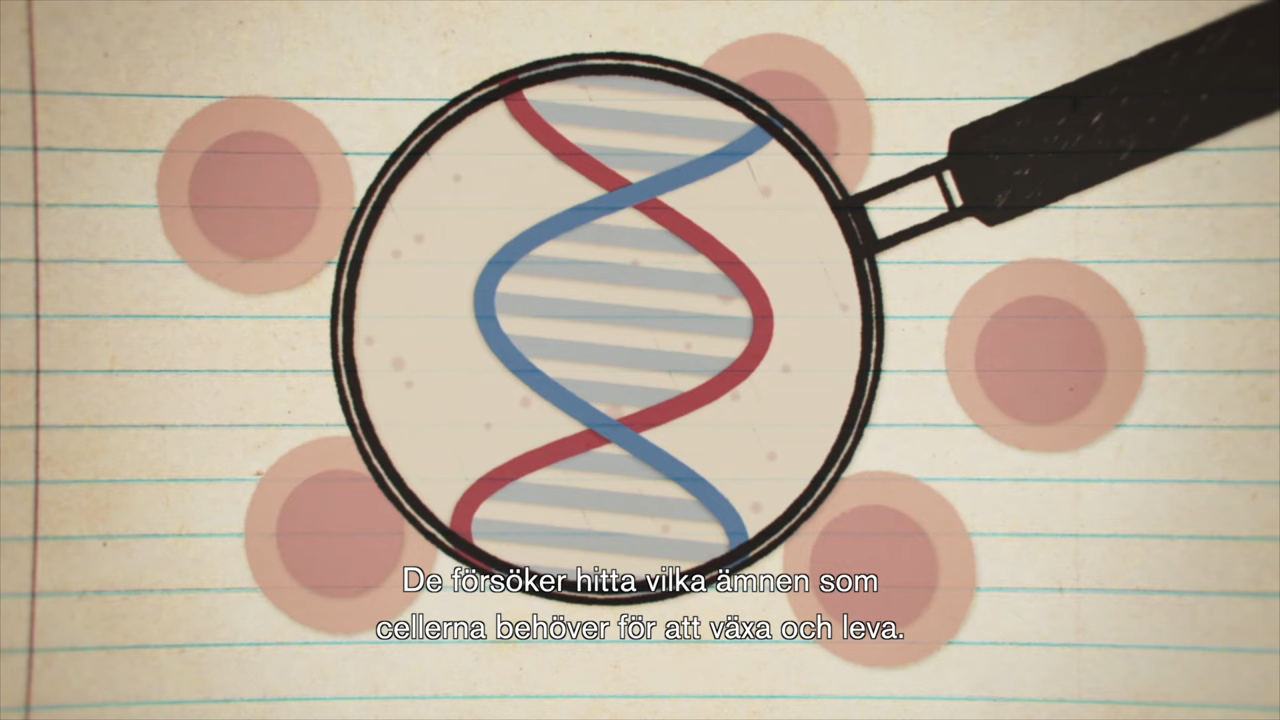 De försöker hitta vilka ämnen som
cellerna behöver för att växa och leva.